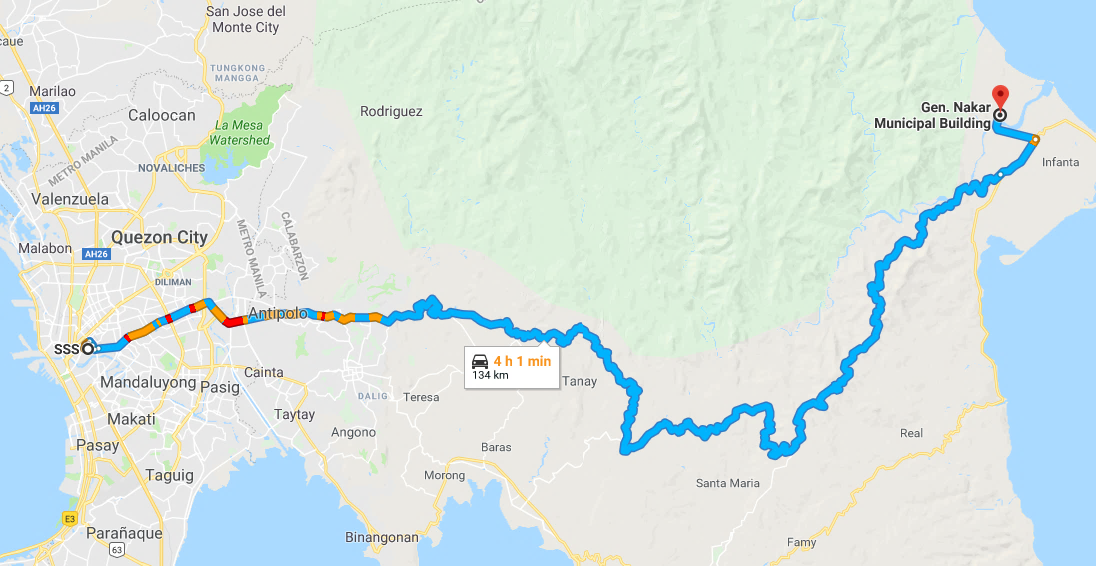 San Jose del
Monte City
caue
TUNGKONG
MANGGA
2
Marilao
AH26
Caloocan
Rodriguez
La Mesa
Watershed
Gen. Nakar
Municipal Building
METRO MANILA
NOVALICHES
Infanta
Valenzuela
CALABARZON
METRO MANILA
Quezon City
Malabon
AH26
DILIMAN
Antipolo
SSS
4 h 1 min
134 km
Mandaluyong
Pasig
Cainta
Tanay
DALIG
Teresa
Makati
Taytay
Angono
Real
Pasay
Baras
Taguig
Morong
Santa Maria
E3
Parañaque
63
Binangonan
Famy